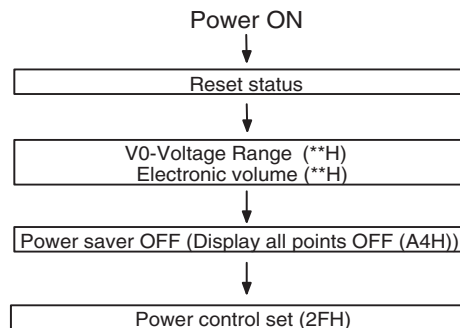 Power ON
Reset status
V0-Voltage Range (**H)
Electronic volume (**H)
Power saver OFF (Display all points OFF (A4H))
Power control set (2FH)